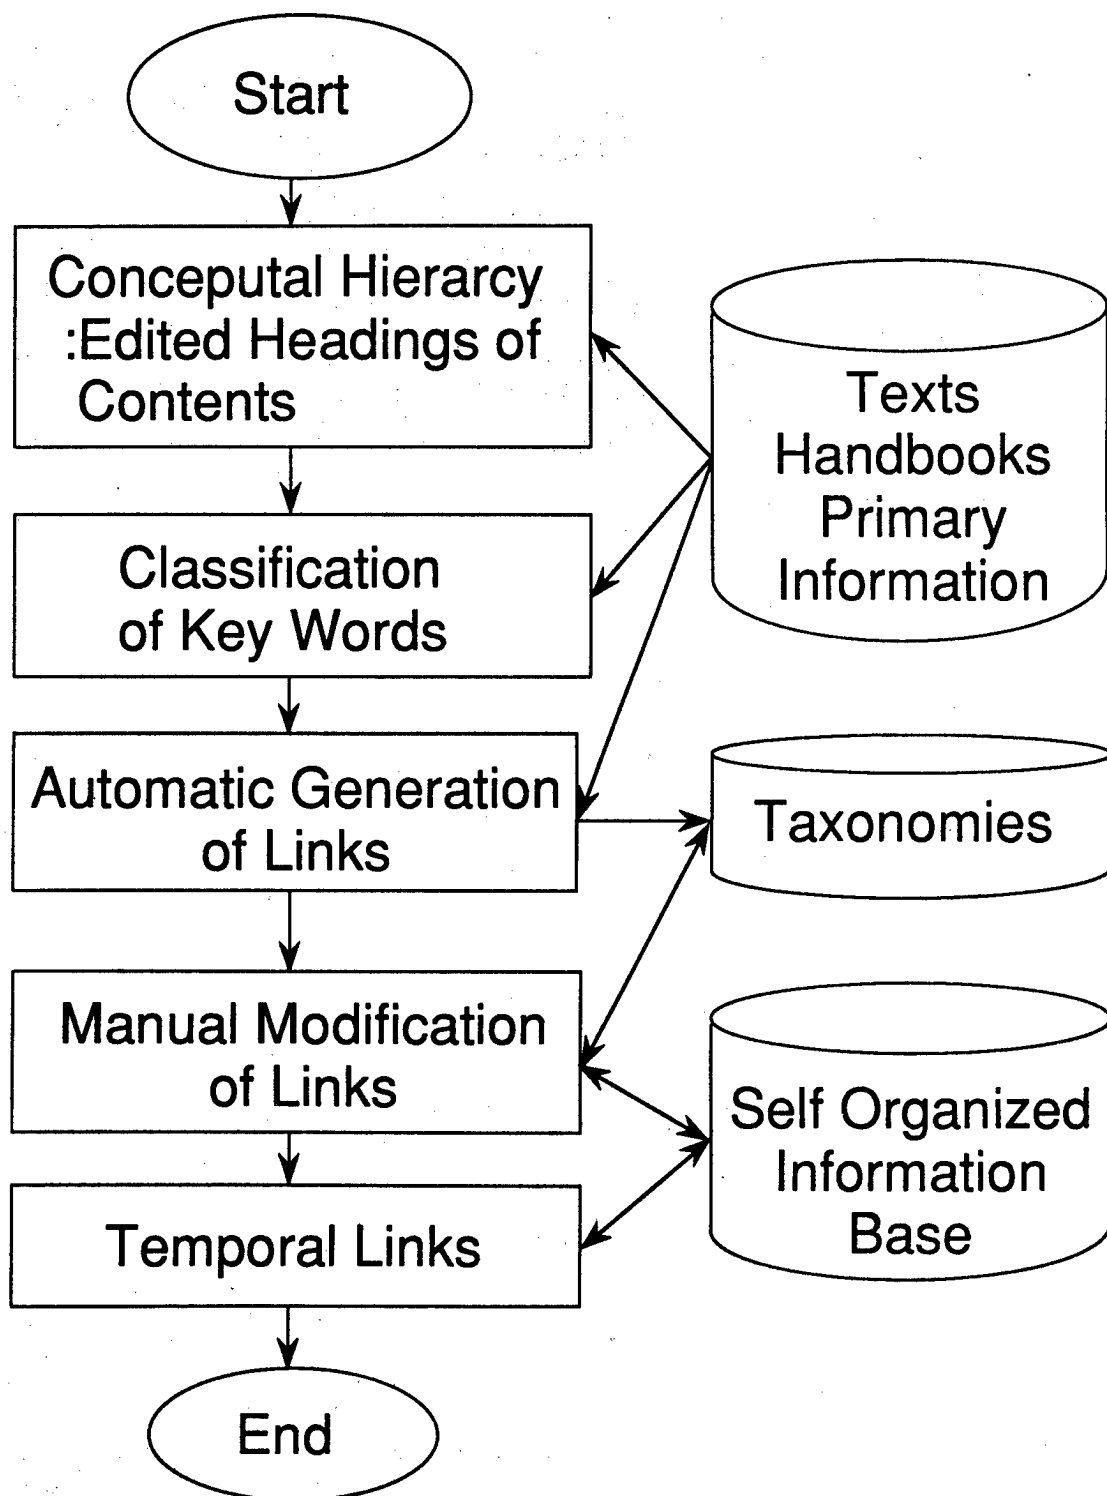 Start
Conceputal Hierarcy
:Edited Headings of
Contents
Classification
of Key Words
Automatic Generation
of Links
Manual Modification
of Links
Temporal Links
End
Texts
Handbooks
Primary
Information
Taxonomies
Self Organized
Information
Base